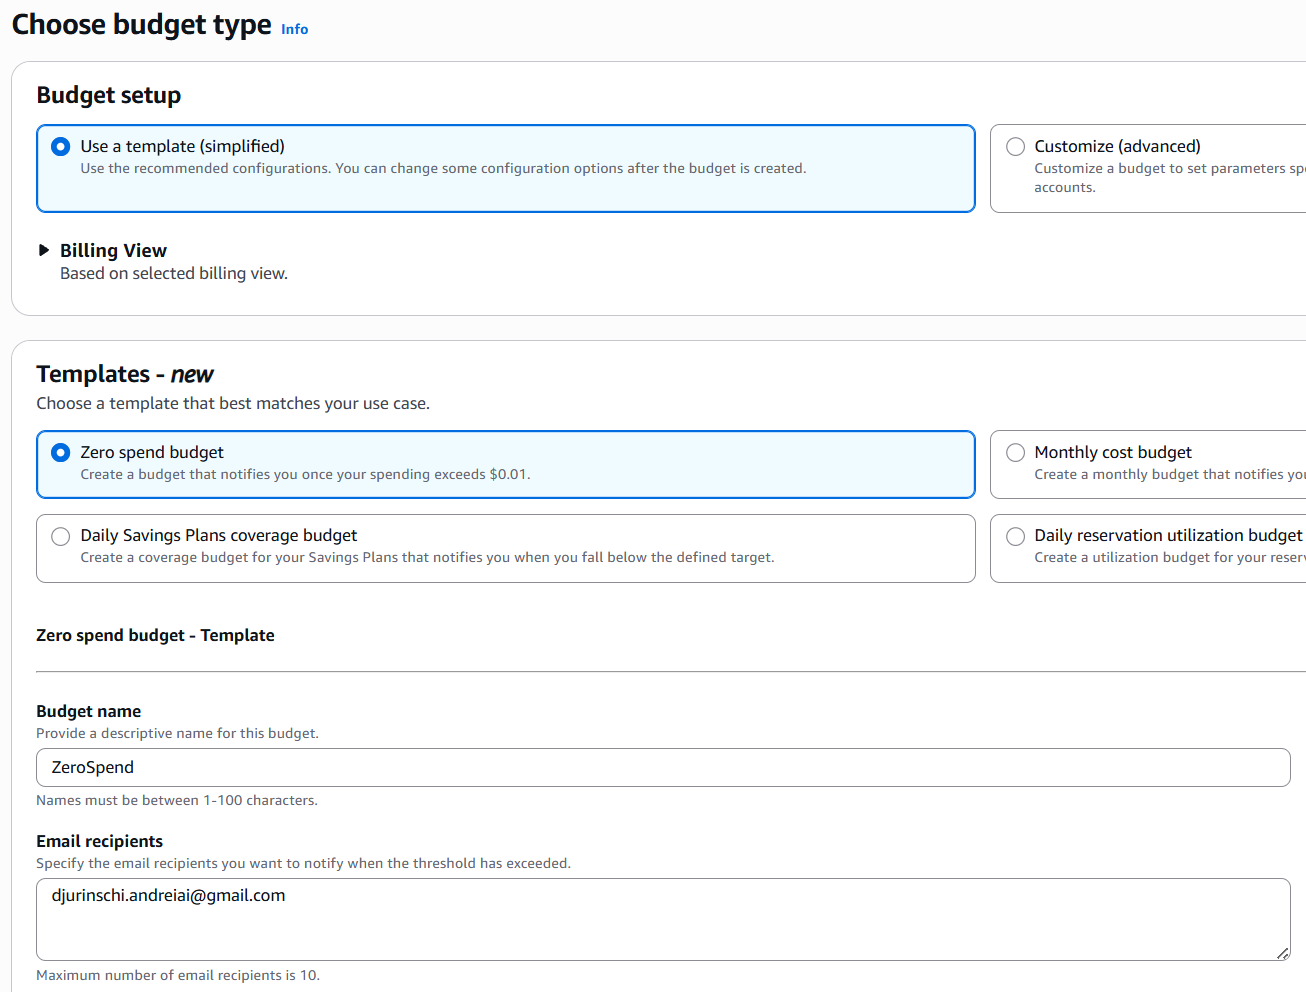 Choose budget type Info
Budget setup
Use a template (simplified)
Use the recommended configurations. You can change some configuration options after the budget is created.
Customize (advanced)
Customize a budget to set parameters spe
accounts.
Billing View
Based on selected billing view.
Templates - new
Choose a template that best matches your use case.
Zero spend budget
Create a budget that notifies you once your spending exceeds $0.01.
Monthly cost budget
Create a monthly budget that notifies you
Daily Savings Plans coverage budget
Create a coverage budget for your Savings Plans that notifies you when you fall below the defined target.
Daily reservation utilization budget
Create a utilization budget for your reserv
Zero spend budget - Template
Budget name
Provide a descriptive name for this budget.
ZeroSpend
Names must be between 1-100 characters.
Email recipients
Specify the email recipients you want to notify when the threshold has exceeded.
djurinschi.andreiai@gmail.com
Maximum number of email recipients is 10.